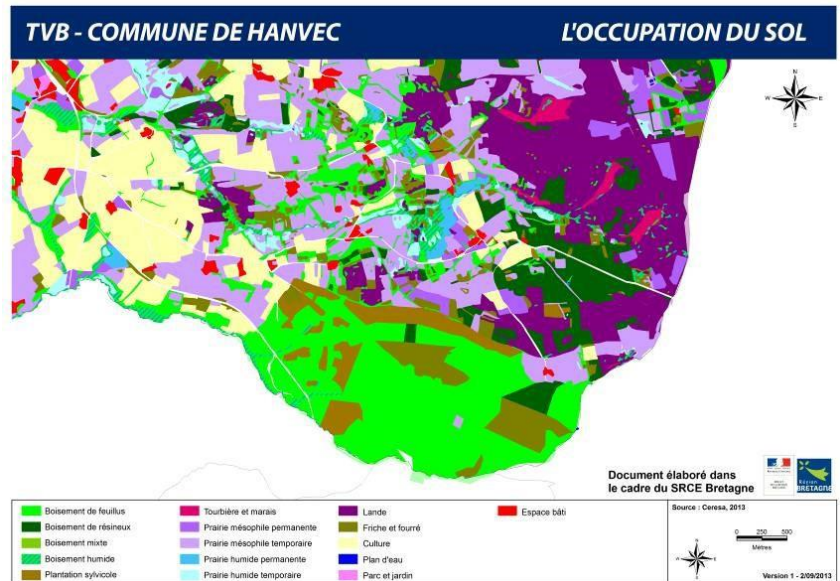 TVB - COMMUNE DE HANVEC
L'OCCUPATION DU SOL
N
W E
S
Document élaboré dans
le cadre du SRCE Bretagne
Région
BRETAGNE
Boisement de feuillus
Boisement de résineux
Boisement mixte
Boisement humide
Plantation sylvicole
Tourbière et marais
Prairie mésophile permanente
Prairie mésophile temporaire
Prairie humide permanente
Prairie humide temporaire
Lande
Friche et fourré
Culture
Plan d'eau
Parc et jardin
Espace bâti
Source : Ceresa, 2013
0 250 500
Mètres
Version 1 - 2/09/2013